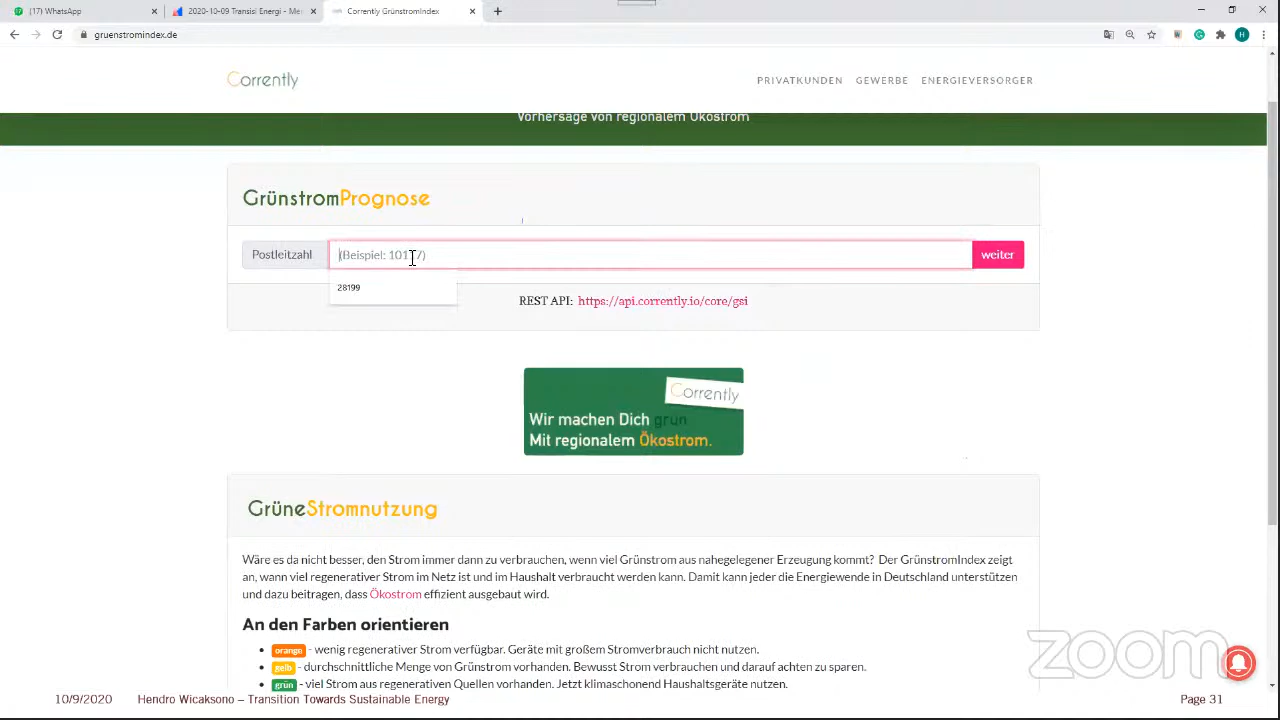 (17) WhatsApp
2020-10-09 Transisi Energi - Me
Corrently GrünstromIndex
gruenstromindex.de
Corrently
PRIVATKUNDEN GEWERBE ENERGIEVERSORGER
Vorhersage von regionalem Ökostrom
GrünstromPrognose
Postleitzahl
(Beispiel: 10117)
weiter
28199
REST API: https://api.corrently.io/core/gsi
Corrently
Wir machen Dich grün
Mit regionalem Ökostrom.
GrüneStromnutzung
Wäre es da nicht besser, den Strom immer dann zu verbrauchen, wenn viel Grünstrom aus nahegelegener Erzeugung kommt? Der GrünstromIndex zeigt
an, wann viel regenerativer Strom im Netz ist und im Haushalt verbraucht werden kann. Damit kann jeder die Energiewende in Deutschland unterstützen
und dazu beitragen, dass Ökostrom effizient ausgebaut wird.
An den Farben orientieren
orange - wenig regenerativer Strom verfügbar. Geräte mit großem Stromverbrauch nicht nutzen.
gelb - durchschnittliche Menge von Grünstrom vorhanden. Bewusst Strom verbrauchen und darauf achten zu sparen.
grün - viel Strom aus regenerativen Quellen vorhanden. Jetzt klimaschonend Haushaltsgeräte nutzen.
zoom
10/9/2020 Hendro Wicaksono – Transition Towards Sustainable Energy Page 31